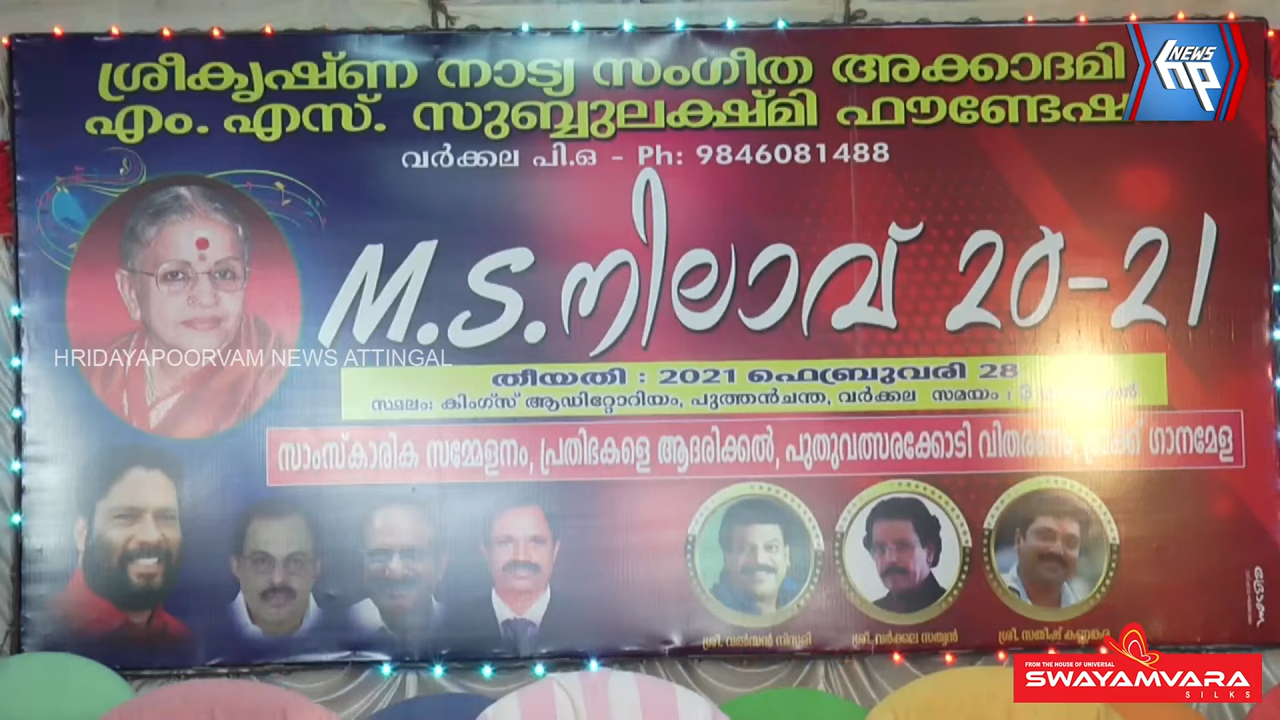 ശ്രീകൃഷ്ണ നാട്യ സംഗീത അക്കാദമി
എം. എസ്. സുബ്ബുലക്ഷ്മി
വർക്കല പി.ഒ - Ph: 9846081488
M.S. നിലാവ് 20-21
തീയതി : 2021 ഫെബ്രുവരി 28
സ്ഥലം: കിംഗ്സ് ആഡിറ്റോറിയം, പുത്തൻചന്ത, വർക്കല സമയം :
സാംസ്കാരിക സമ്മേളനം, പ്രതിഭകളെ ആദരിക്കൽ, പുതുവത്സരക്കോടി വിതരണം, ഗാനമേള
ശ്രീ. വർക്കല സത്യൻ
ശ്രീ. സതീഷ്
HRIDAYAPOORVAM NEWS ATTINGAL
NEWS
hp
FROM THE HOUSE OF UNIVERSAL
SWAYAMVARA
SILKS